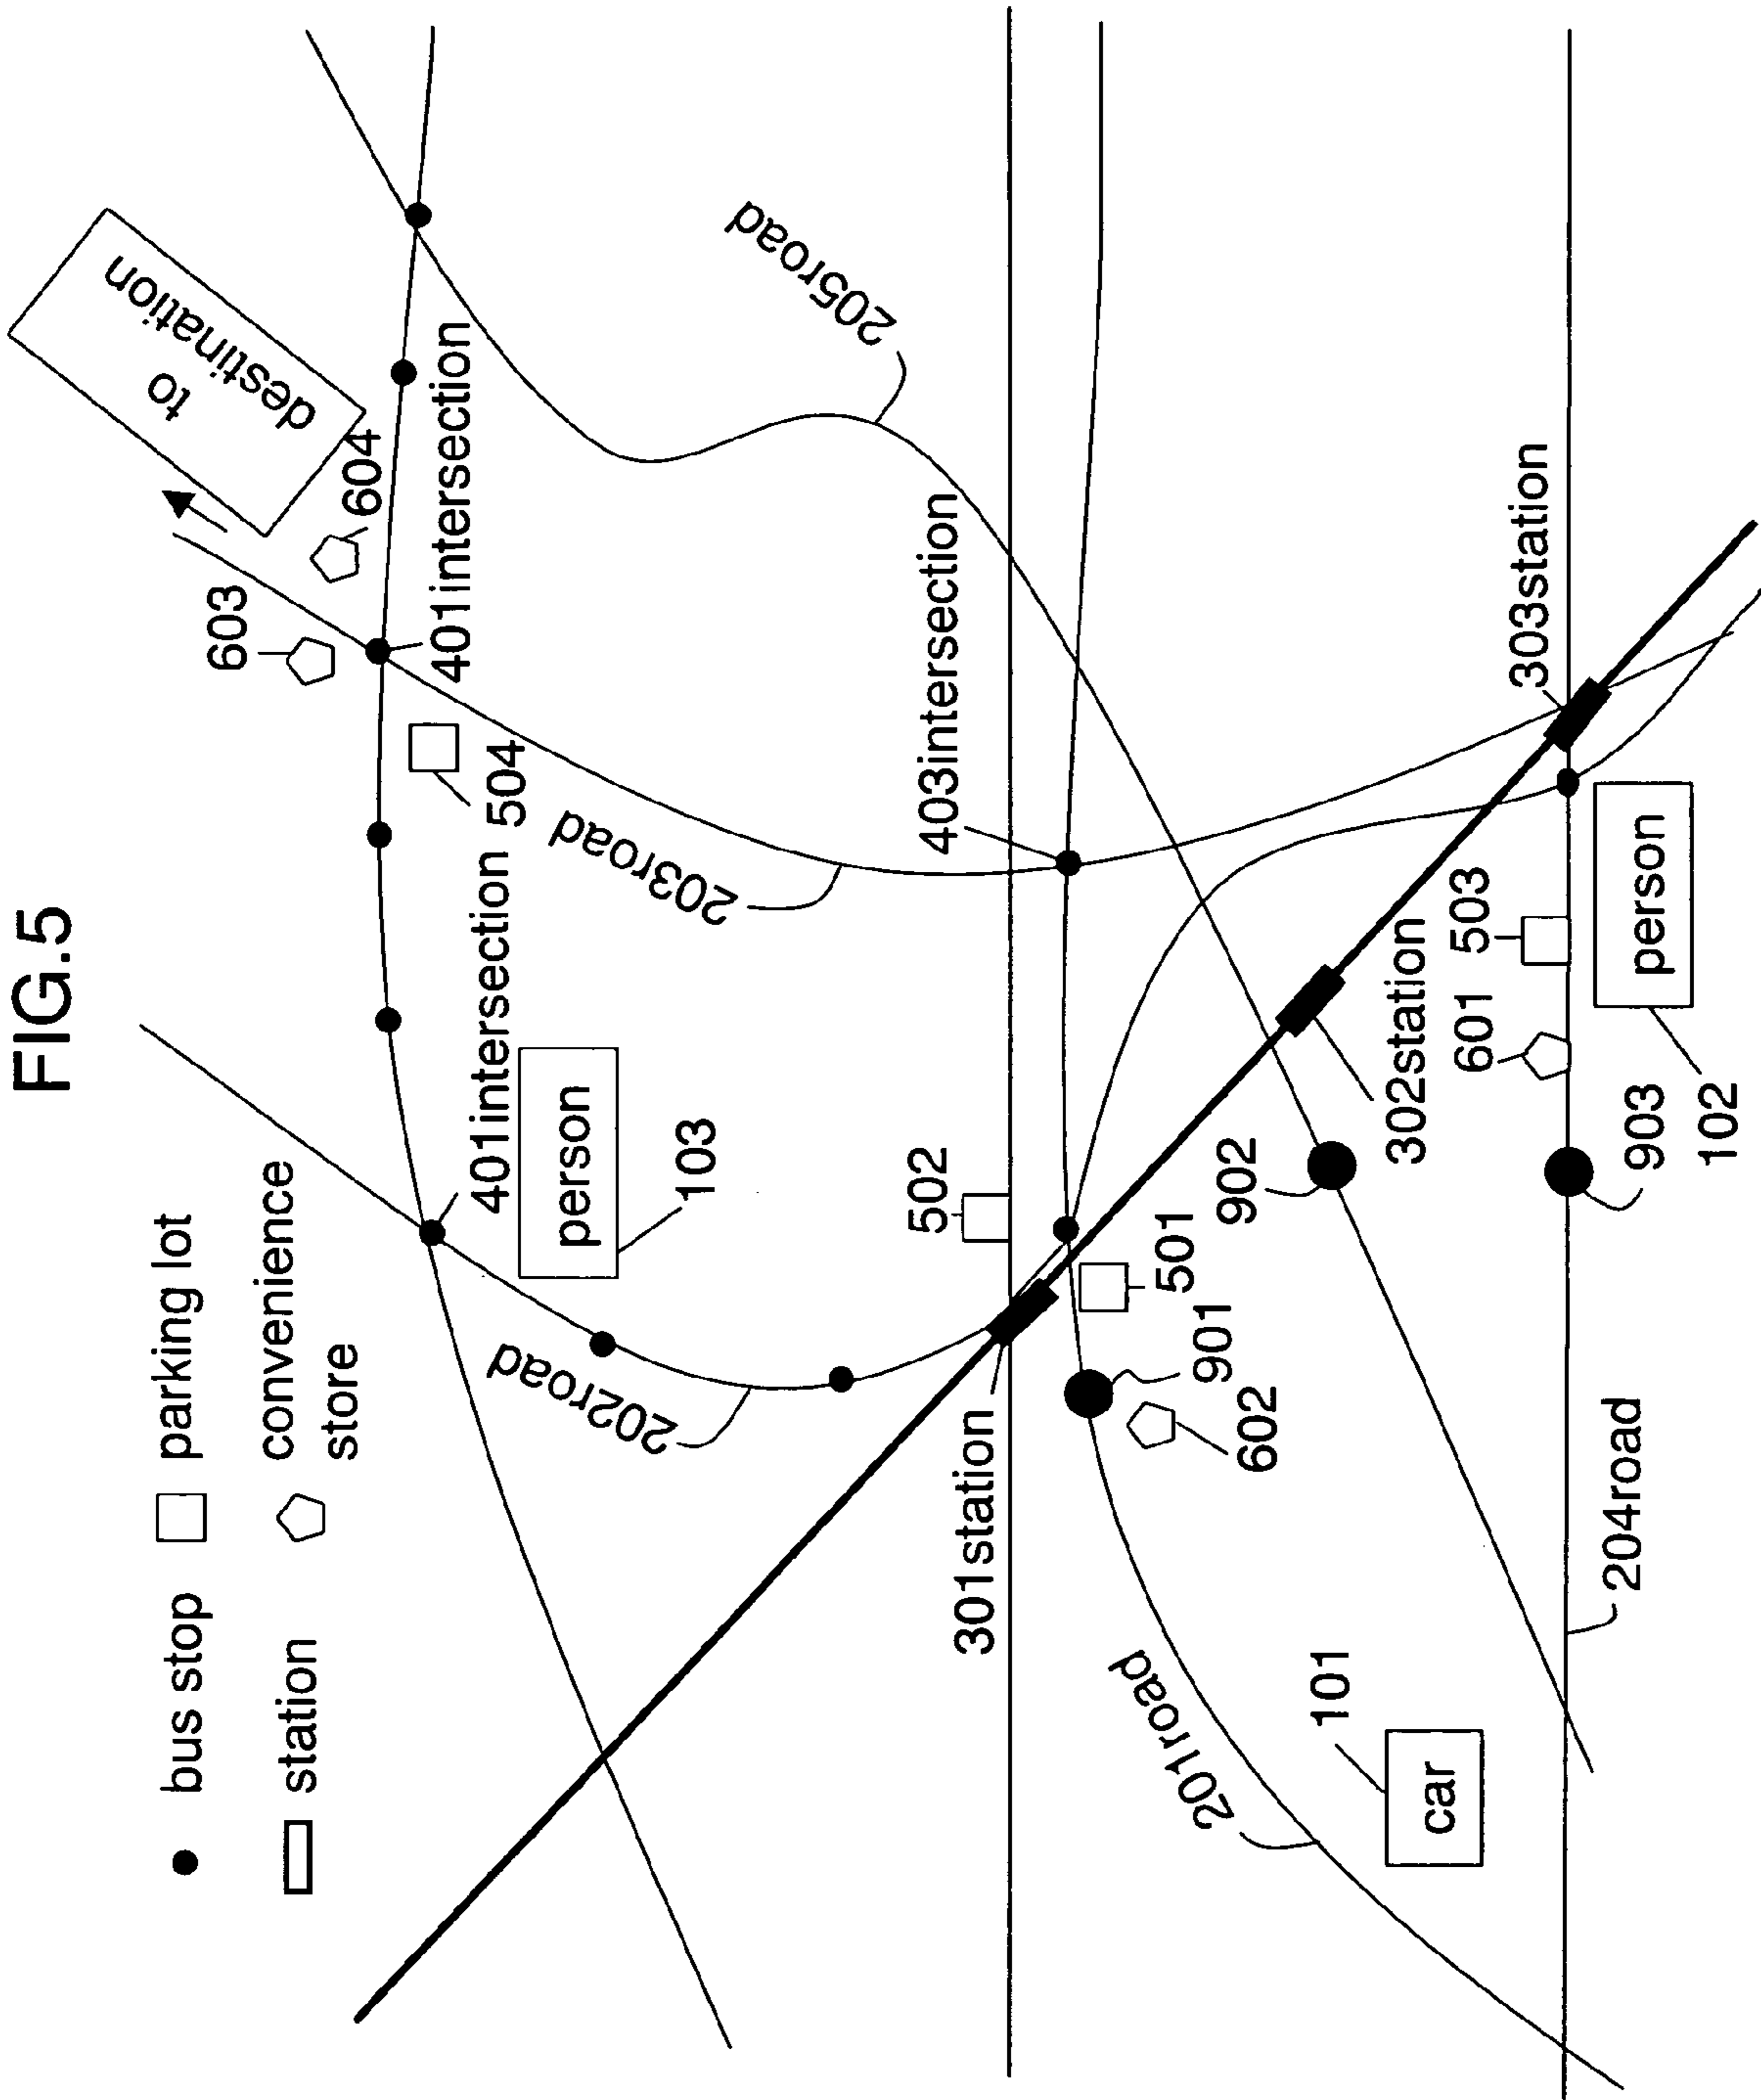 FIG.5
bus stop
parking lot
station
convenience
store
to
destination
603
604
401intersection
401intersection
504
person
103
202road
203road
205road
502
403intersection
301station
501
901
602
902
302station
303station
201road
101
car
601
503
person
903
102
204road